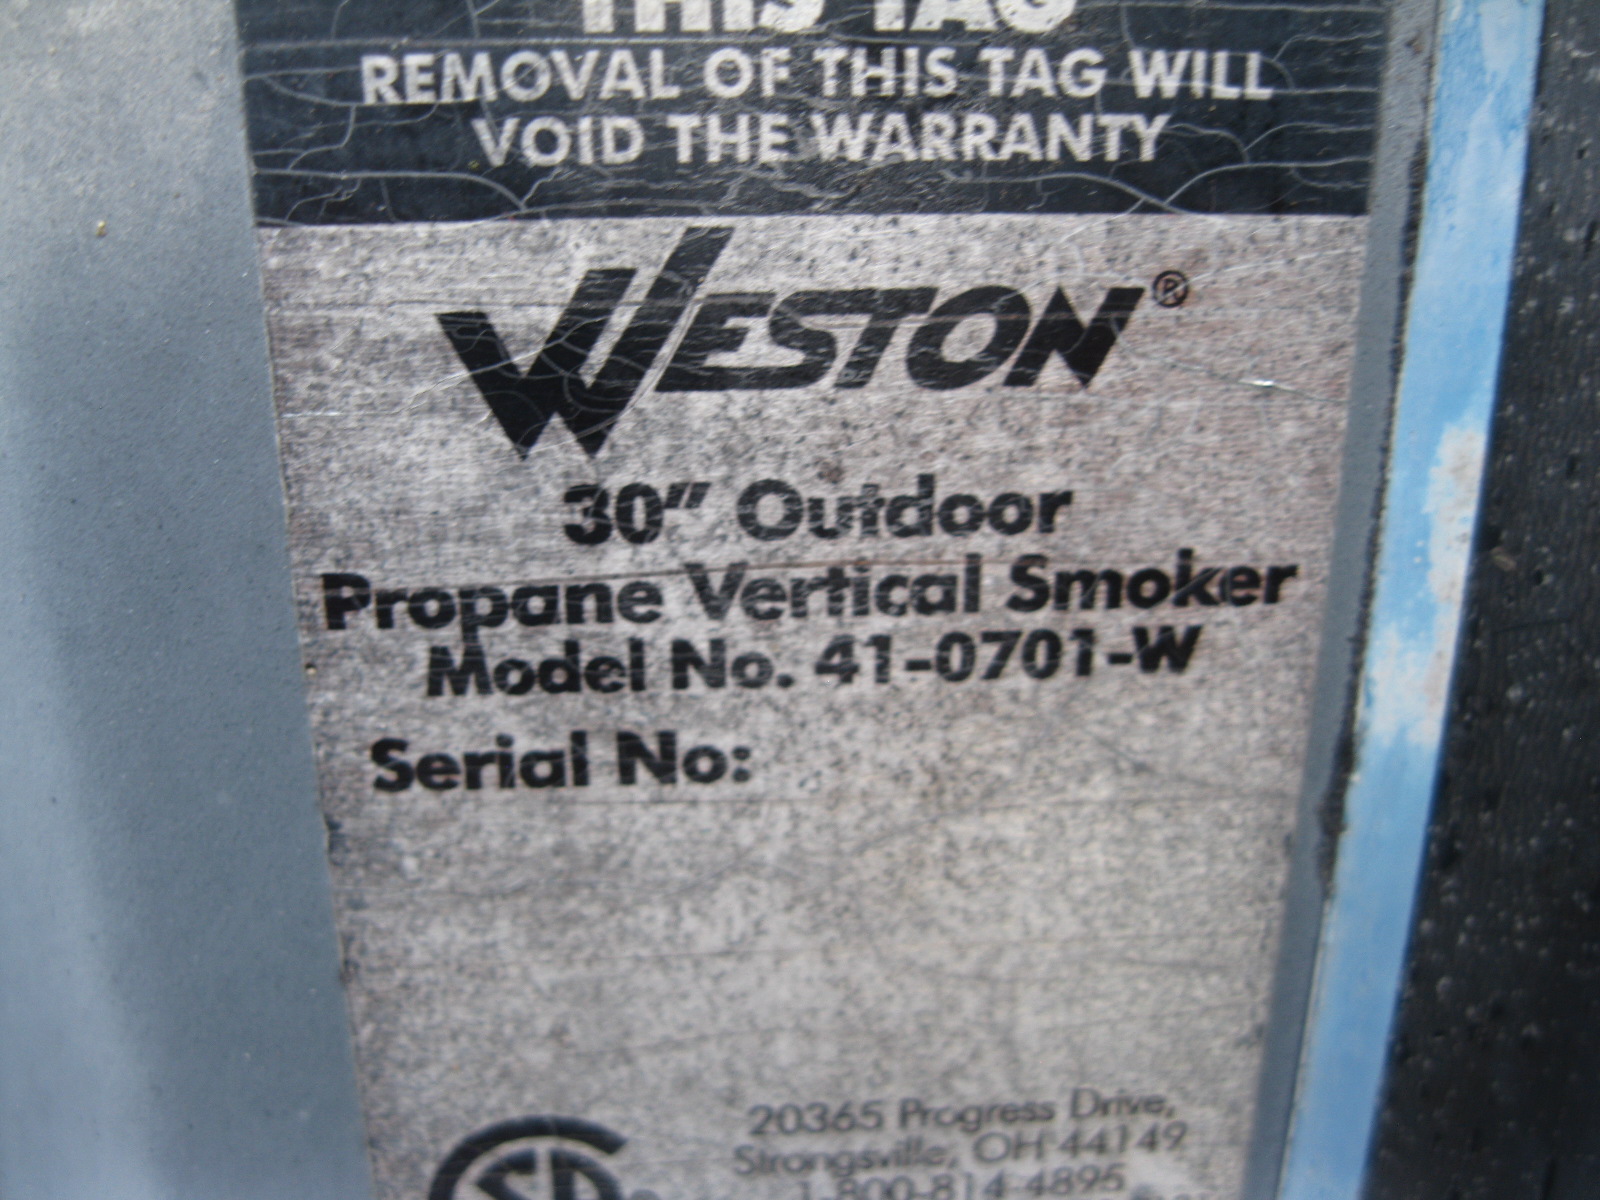 THIS TAG
REMOVAL OF THIS TAG WILL
VOID THE WARRANTY
WESTON®
30" Outdoor
Propane Vertical Smoker
Model No. 41-0701-W
Serial No:
20365 Progress Drive,
Strongsville, OH 44149
1-800-814-4895